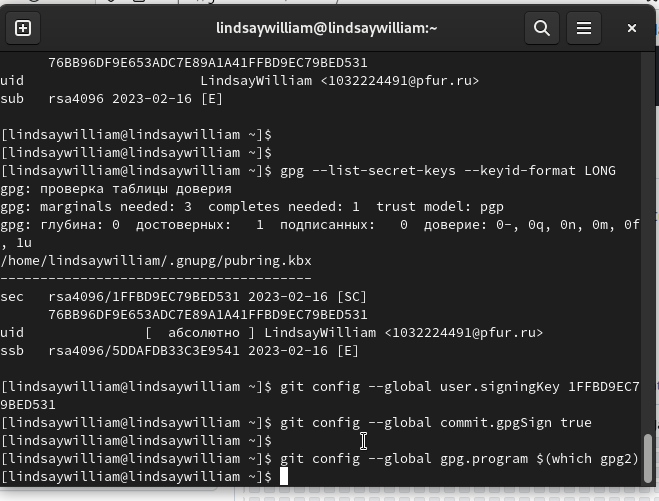 lindsaywilliam@lindsaywilliam:~
76BB96DF9E653ADC7E89A1A41FFBD9EC79BED531
uid                      LindsayWilliam <1032224491@pfur.ru>
sub   rsa4096 2023-02-16 [E]
[lindsaywilliam@lindsaywilliam ~]$
[lindsaywilliam@lindsaywilliam ~]$
[lindsaywilliam@lindsaywilliam ~]$ gpg --list-secret-keys --keyid-format LONG
gpg: проверка таблицы доверия
gpg: marginals needed: 3  completes needed: 1  trust model: pgp
gpg: глубина: 0  достоверных:   1  подписанных:   0  доверие: 0-, 0q, 0n, 0m, 0f
, 1u
/home/lindsaywilliam/.gnupg/pubring.kbx
---------------------------------------
sec   rsa4096/1FFBD9EC79BED531 2023-02-16 [SC]
76BB96DF9E653ADC7E89A1A41FFBD9EC79BED531
uid               [  абсолютно ] LindsayWilliam <1032224491@pfur.ru>
ssb   rsa4096/5DDAFDB33C3E9541 2023-02-16 [E]
[lindsaywilliam@lindsaywilliam ~]$ git config --global user.signingKey 1FFBD9EC7
9BED531
[lindsaywilliam@lindsaywilliam ~]$ git config --global commit.gpgSign true
[lindsaywilliam@lindsaywilliam ~]$
[lindsaywilliam@lindsaywilliam ~]$ git config --global gpg.program $(which gpg2)
[lindsaywilliam@lindsaywilliam ~]$